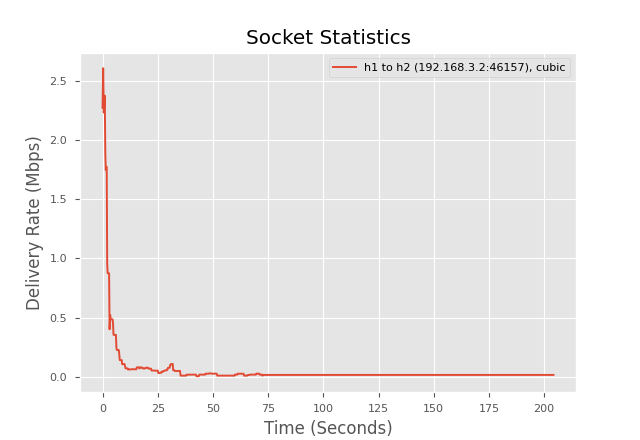 Socket Statistics
h1 to h2 (192.168.3.2:46157), cubic
Delivery Rate (Mbps)
2.5
2.0
1.5
1.0
0.5
0.0
0 25 50 75 100 125 150 175 200
Time (Seconds)